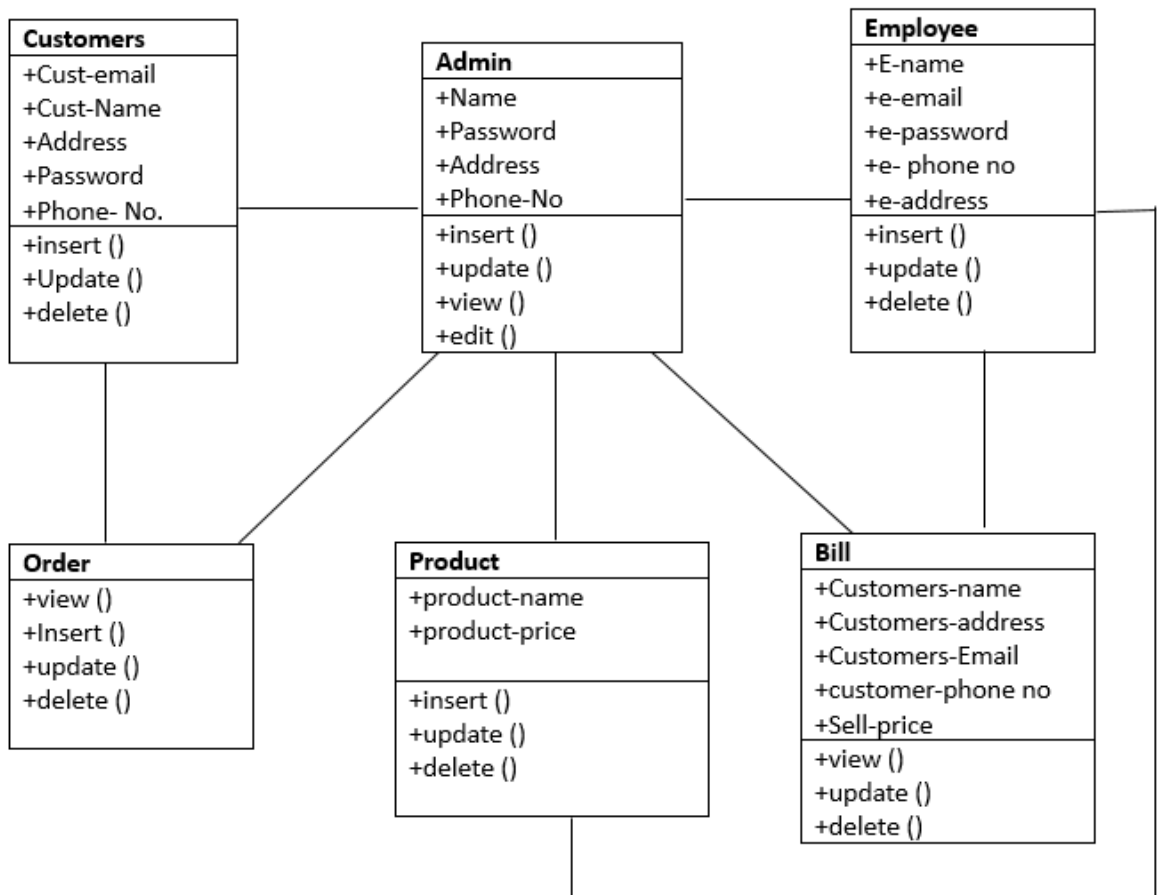 Customers
+Cust-email
+Cust-Name
+Address
+Password
+Phone- No.
+insert ()
+Update ()
+delete ()
Admin
+Name
+Password
+Address
+Phone-No
+insert ()
+update ()
+view ()
+edit ()
Employee
+E-name
+e-email
+e-password
+e- phone no
+e-address
+insert ()
+update ()
+delete ()
Order
+view ()
+Insert ()
+update ()
+delete ()
Product
+product-name
+product-price
+insert ()
+update ()
+delete ()
Bill
+Customers-name
+Customers-address
+Customers-Email
+customer-phone no
+Sell-price
+view ()
+update ()
+delete ()